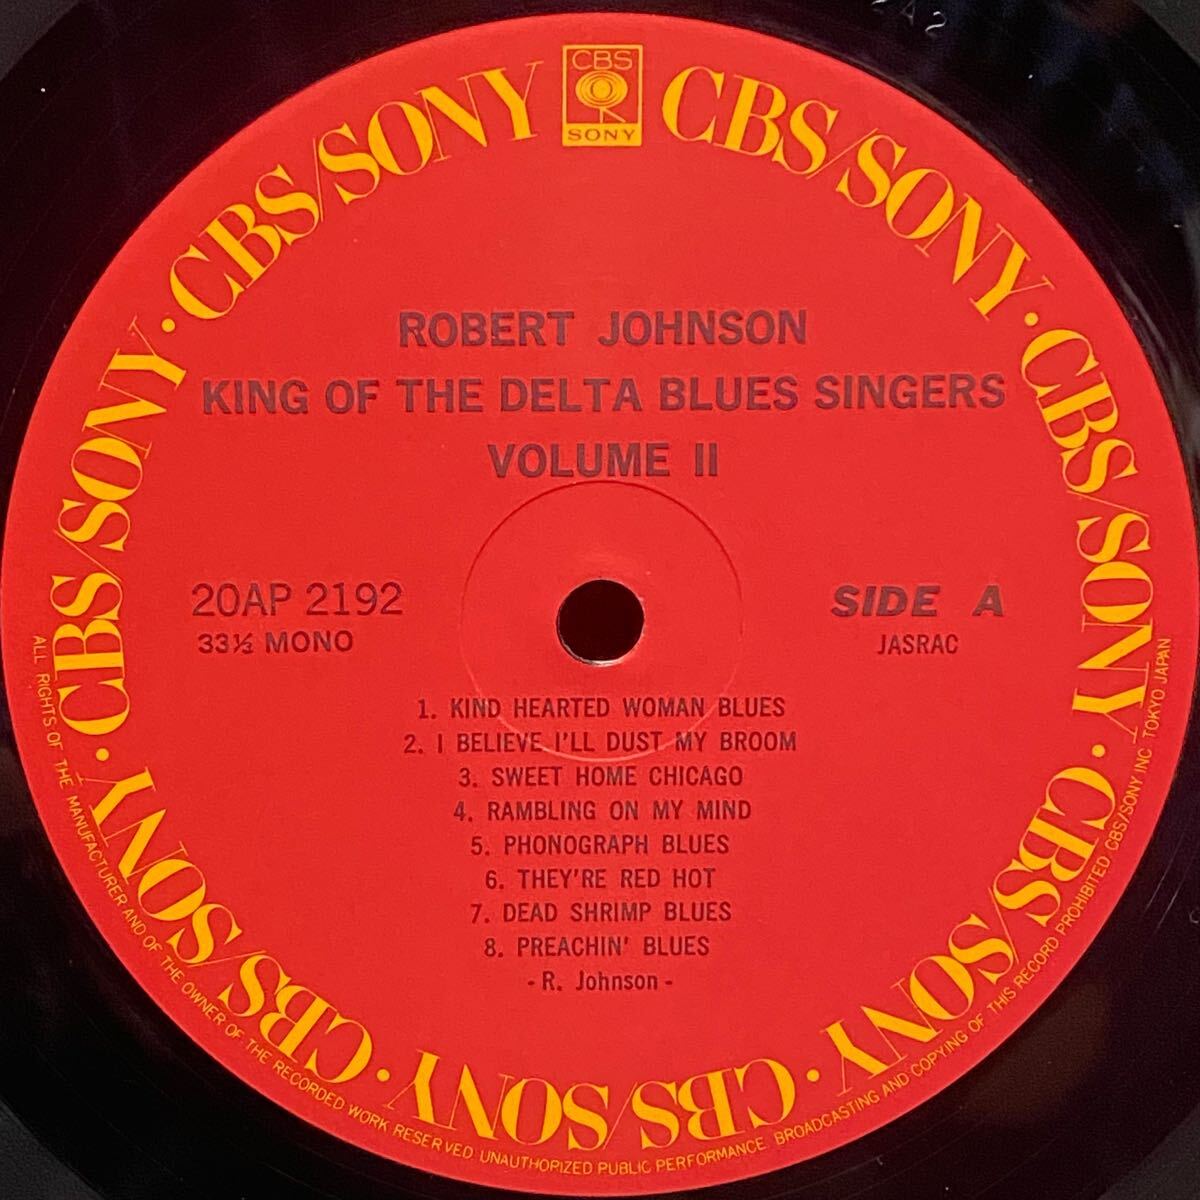 CBS
SONY
CBS/SONY · CBS/SONY · CBS/SONY · CBS/SONY · CBS/SONY · CBS/SONY · CBS/SONY · CBS/SONY
ROBERT JOHNSON
KING OF THE DELTA BLUES SINGERS
VOLUME II
20AP 2192
33⅓ MONO
SIDE A
JASRAC
1. KIND HEARTED WOMAN BLUES
2. I BELIEVE I'LL DUST MY BROOM
3. SWEET HOME CHICAGO
4. RAMBLING ON MY MIND
5. PHONOGRAPH BLUES
6. THEY'RE RED HOT
7. DEAD SHRIMP BLUES
8. PREACHIN' BLUES
- R. Johnson -
ALL RIGHTS OF THE MANUFACTURER AND OF THE OWNER OF THE RECORDED WORK RESERVED UNAUTHORIZED PUBLIC PERFORMANCE BROADCASTING AND COPYING OF THIS RECORD PROHIBITED CBS/SONY INC TOKYO JAPAN